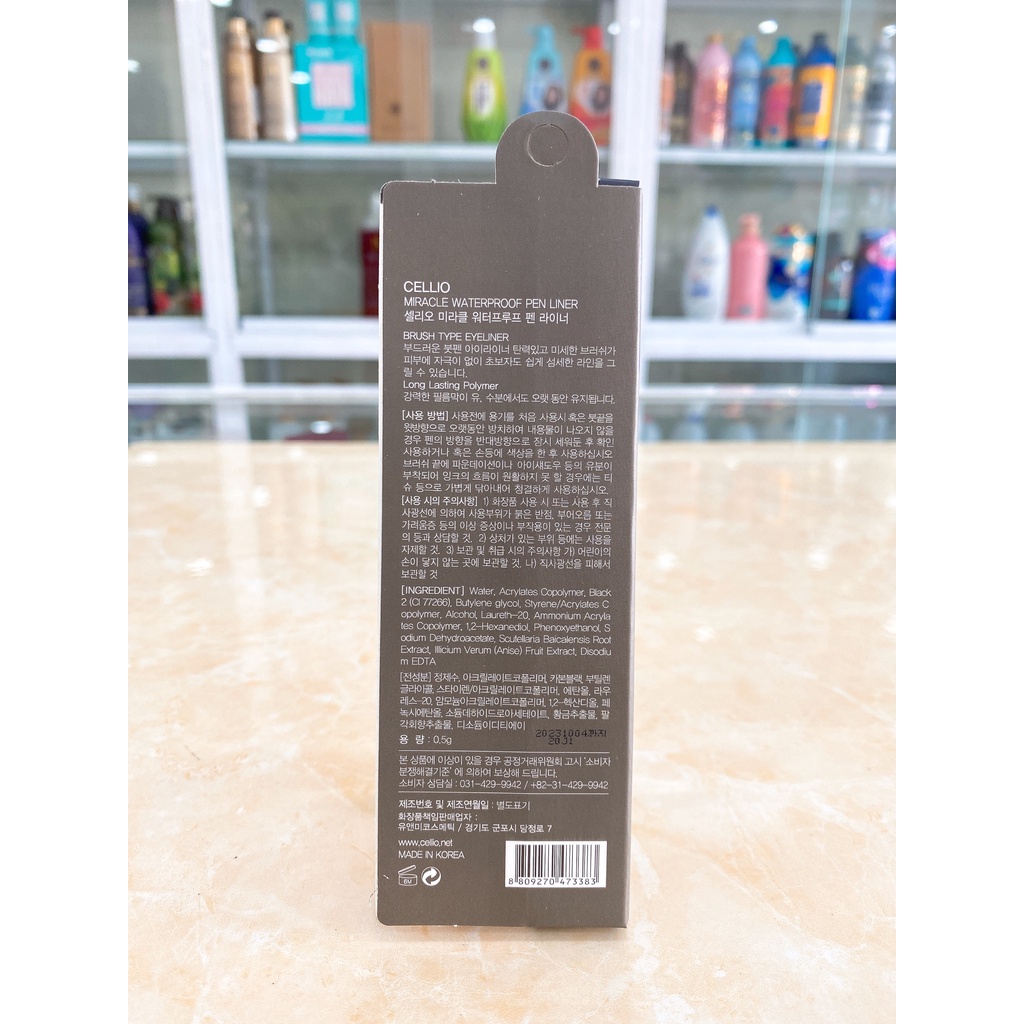 CELLIO
MIRACLE WATERPROOF PEN LINER
셀리오 미라클 워터프루프 펜 라이너
BRUSH TYPE EYELINER
부드러운 붓펜 아이라이너 탄력있고 미세한 브러쉬가
피부에 자극이 없이 초보자도 쉽게 섬세한 라인을 그
릴 수 있습니다.
Long Lasting Polymer
강력한 필름막이 유, 수분에서도 오랫 동안 유지됩니다.
[사용 방법] 사용전에 용기를 처음 사용시 혹은 붓끝을
윗방향으로 오랫동안 방치하여 내용물이 나오지 않을
경우 펜의 방향을 반대방향으로 잠시 세워둔 후 확인
사용하거나 혹은 손등에 색상을 한 후 사용하십시오
브러쉬 끝에 파운데이션이나 아이섀도우 등의 유분이
부착되어 잉크의 흐름이 원활하지 못 할 경우에는 티
슈 등으로 가볍게 닦아내어 청결하게 사용하십시오.
[사용 시의 주의사항] 1) 화장품 사용 시 또는 사용 후 직
사광선에 의하여 사용부위가 붉은 반점, 부어오름 또는
가려움증 등의 이상 증상이나 부작용이 있는 경우 전문
의 등과 상담할 것. 2) 상처가 있는 부위 등에는 사용을
자제할 것. 3) 보관 및 취급 시의 주의사항 가) 어린이의
손이 닿지 않는 곳에 보관할 것. 나) 직사광선을 피해서
보관할 것
[INGREDIENT] Water, Acrylates Copolymer, Black
2 (CI 77266), Butylene glycol, Styrene/Acrylates C
opolymer, Alcohol, Laureth-20, Ammonium Acryla
tes Copolymer, 1,2-Hexanediol, Phenoxyethanol, S
odium Dehydroacetate, Scutellaria Baicalensis Root
Extract, Illicium Verum (Anise) Fruit Extract, Disodiu
m EDTA
[전성분] 정제수, 아크릴레이트코폴리머, 카본블랙, 부틸렌
글라이콜, 스타이렌/아크릴레이트코폴리머, 에탄올, 라우
레스-20, 암모늄아크릴레이트코폴리머, 1,2-헥산디올, 페
녹시에탄올, 소듐데하이드로아세테이트, 황금추출물, 팔
각회향추출물, 디소듐이디티에이
용 량 : 0.5g
20231004까지
20J1
본 상품에 이상이 있을 경우 공정거래위원회 고시 '소비자
분쟁해결기준' 에 의하여 보상해 드립니다.
소비자 상담실 : 031-429-9942 / +82-31-429-9942
제조번호 및 제조연월일 : 별도표기
화장품책임판매업자 :
유앤미코스메틱 / 경기도 군포시 당정로 7
www.cellio.net
MADE IN KOREA
6M
8 809270 473383